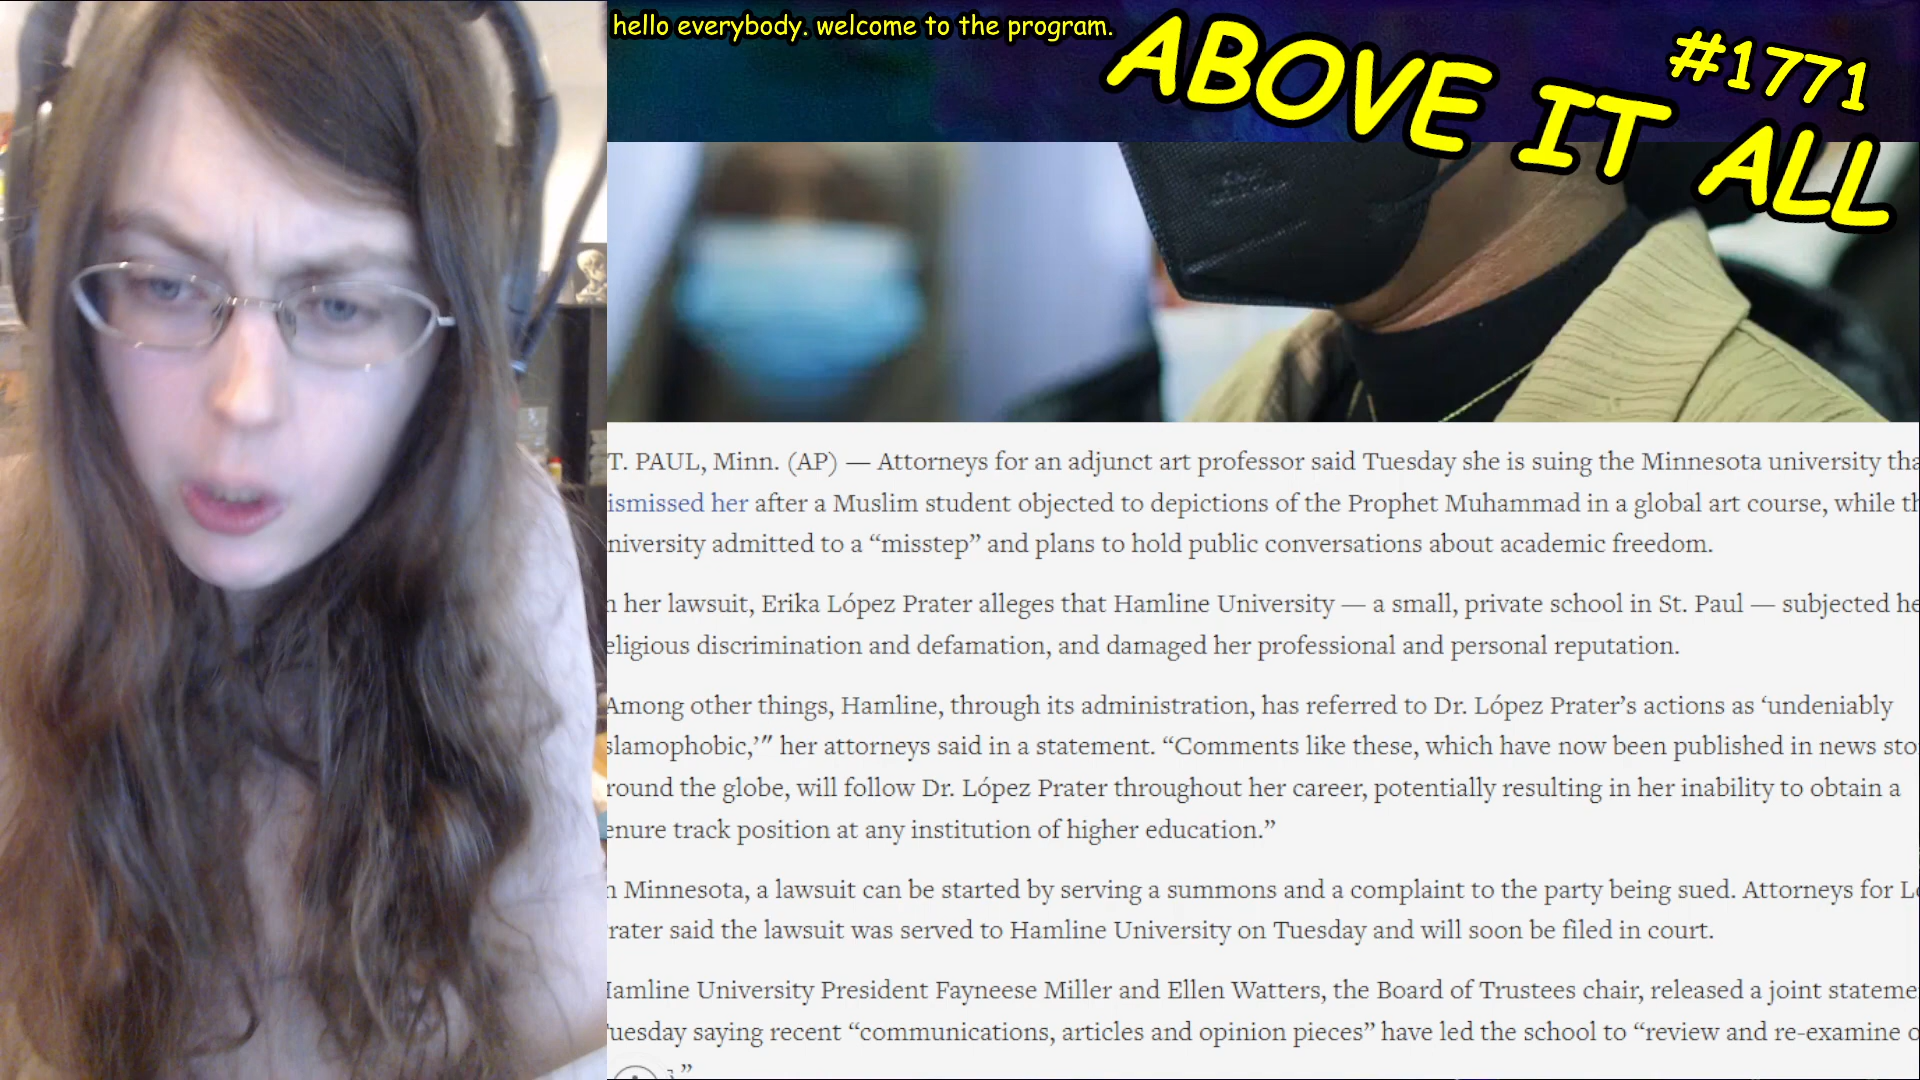 hello everybody. welcome to the program.
#1771
ABOVE IT ALL
T. PAUL, Minn. (AP) — Attorneys for an adjunct art professor said Tuesday she is suing the Minnesota university tha
ismissed her after a Muslim student objected to depictions of the Prophet Muhammad in a global art course, while th
niversity admitted to a “misstep” and plans to hold public conversations about academic freedom.
n her lawsuit, Erika López Prater alleges that Hamline University — a small, private school in St. Paul — subjected he
eligious discrimination and defamation, and damaged her professional and personal reputation.
Among other things, Hamline, through its administration, has referred to Dr. López Prater’s actions as ‘undeniably
slamophobic,’″ her attorneys said in a statement. “Comments like these, which have now been published in news sto
round the globe, will follow Dr. López Prater throughout her career, potentially resulting in her inability to obtain a
enure track position at any institution of higher education.”
n Minnesota, a lawsuit can be started by serving a summons and a complaint to the party being sued. Attorneys for Lo
rater said the lawsuit was served to Hamline University on Tuesday and will soon be filed in court.
Hamline University President Fayneese Miller and Ellen Watters, the Board of Trustees chair, released a joint stateme
Tuesday saying recent “communications, articles and opinion pieces” have led the school to “review and re-examine o